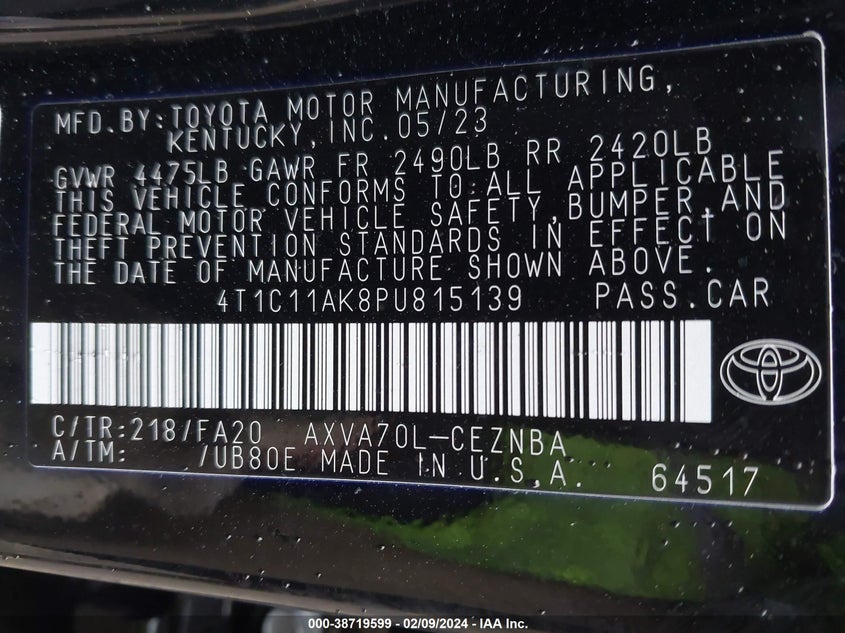 MFD.BY:TOYOTA MOTOR MANUFACTURING,
KENTUCKY,INC.05/23
GVWR 4475LB GAWR FR 2490LB RR 2420LB
THIS VEHICLE CONFORMS TO ALL APPLICABLE
FEDERAL MOTOR VEHICLE SAFETY,BUMPER,AND
THEFT PREVENTION STANDARDS IN EFFECT ON
THE DATE OF MANUFACTURE SHOWN ABOVE.
4T1C11AK8PU815139 PASS.CAR
C/TR:218/FA20 AXVA70L-CEZNBA
A/TM: /UB80E MADE IN U.S.A.
64517
000-38719599 - 02/09/2024 - IAA Inc.